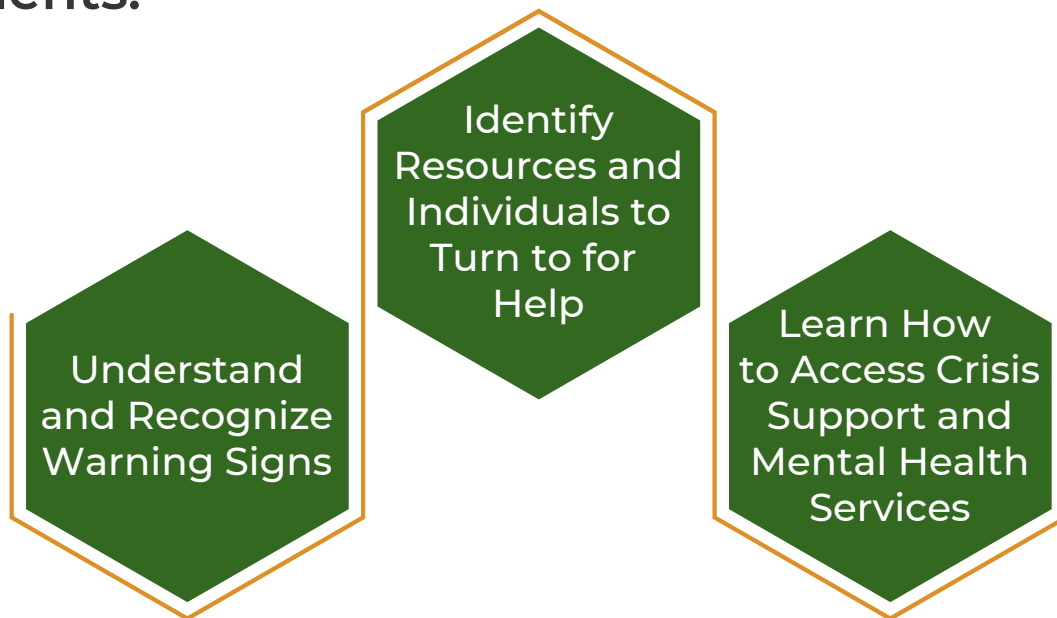 Understand
and Recognize
Warning Signs
Identify
Resources and
Individuals to
Turn to for
Help
Learn How
to Access Crisis
Support and
Mental Health
Services